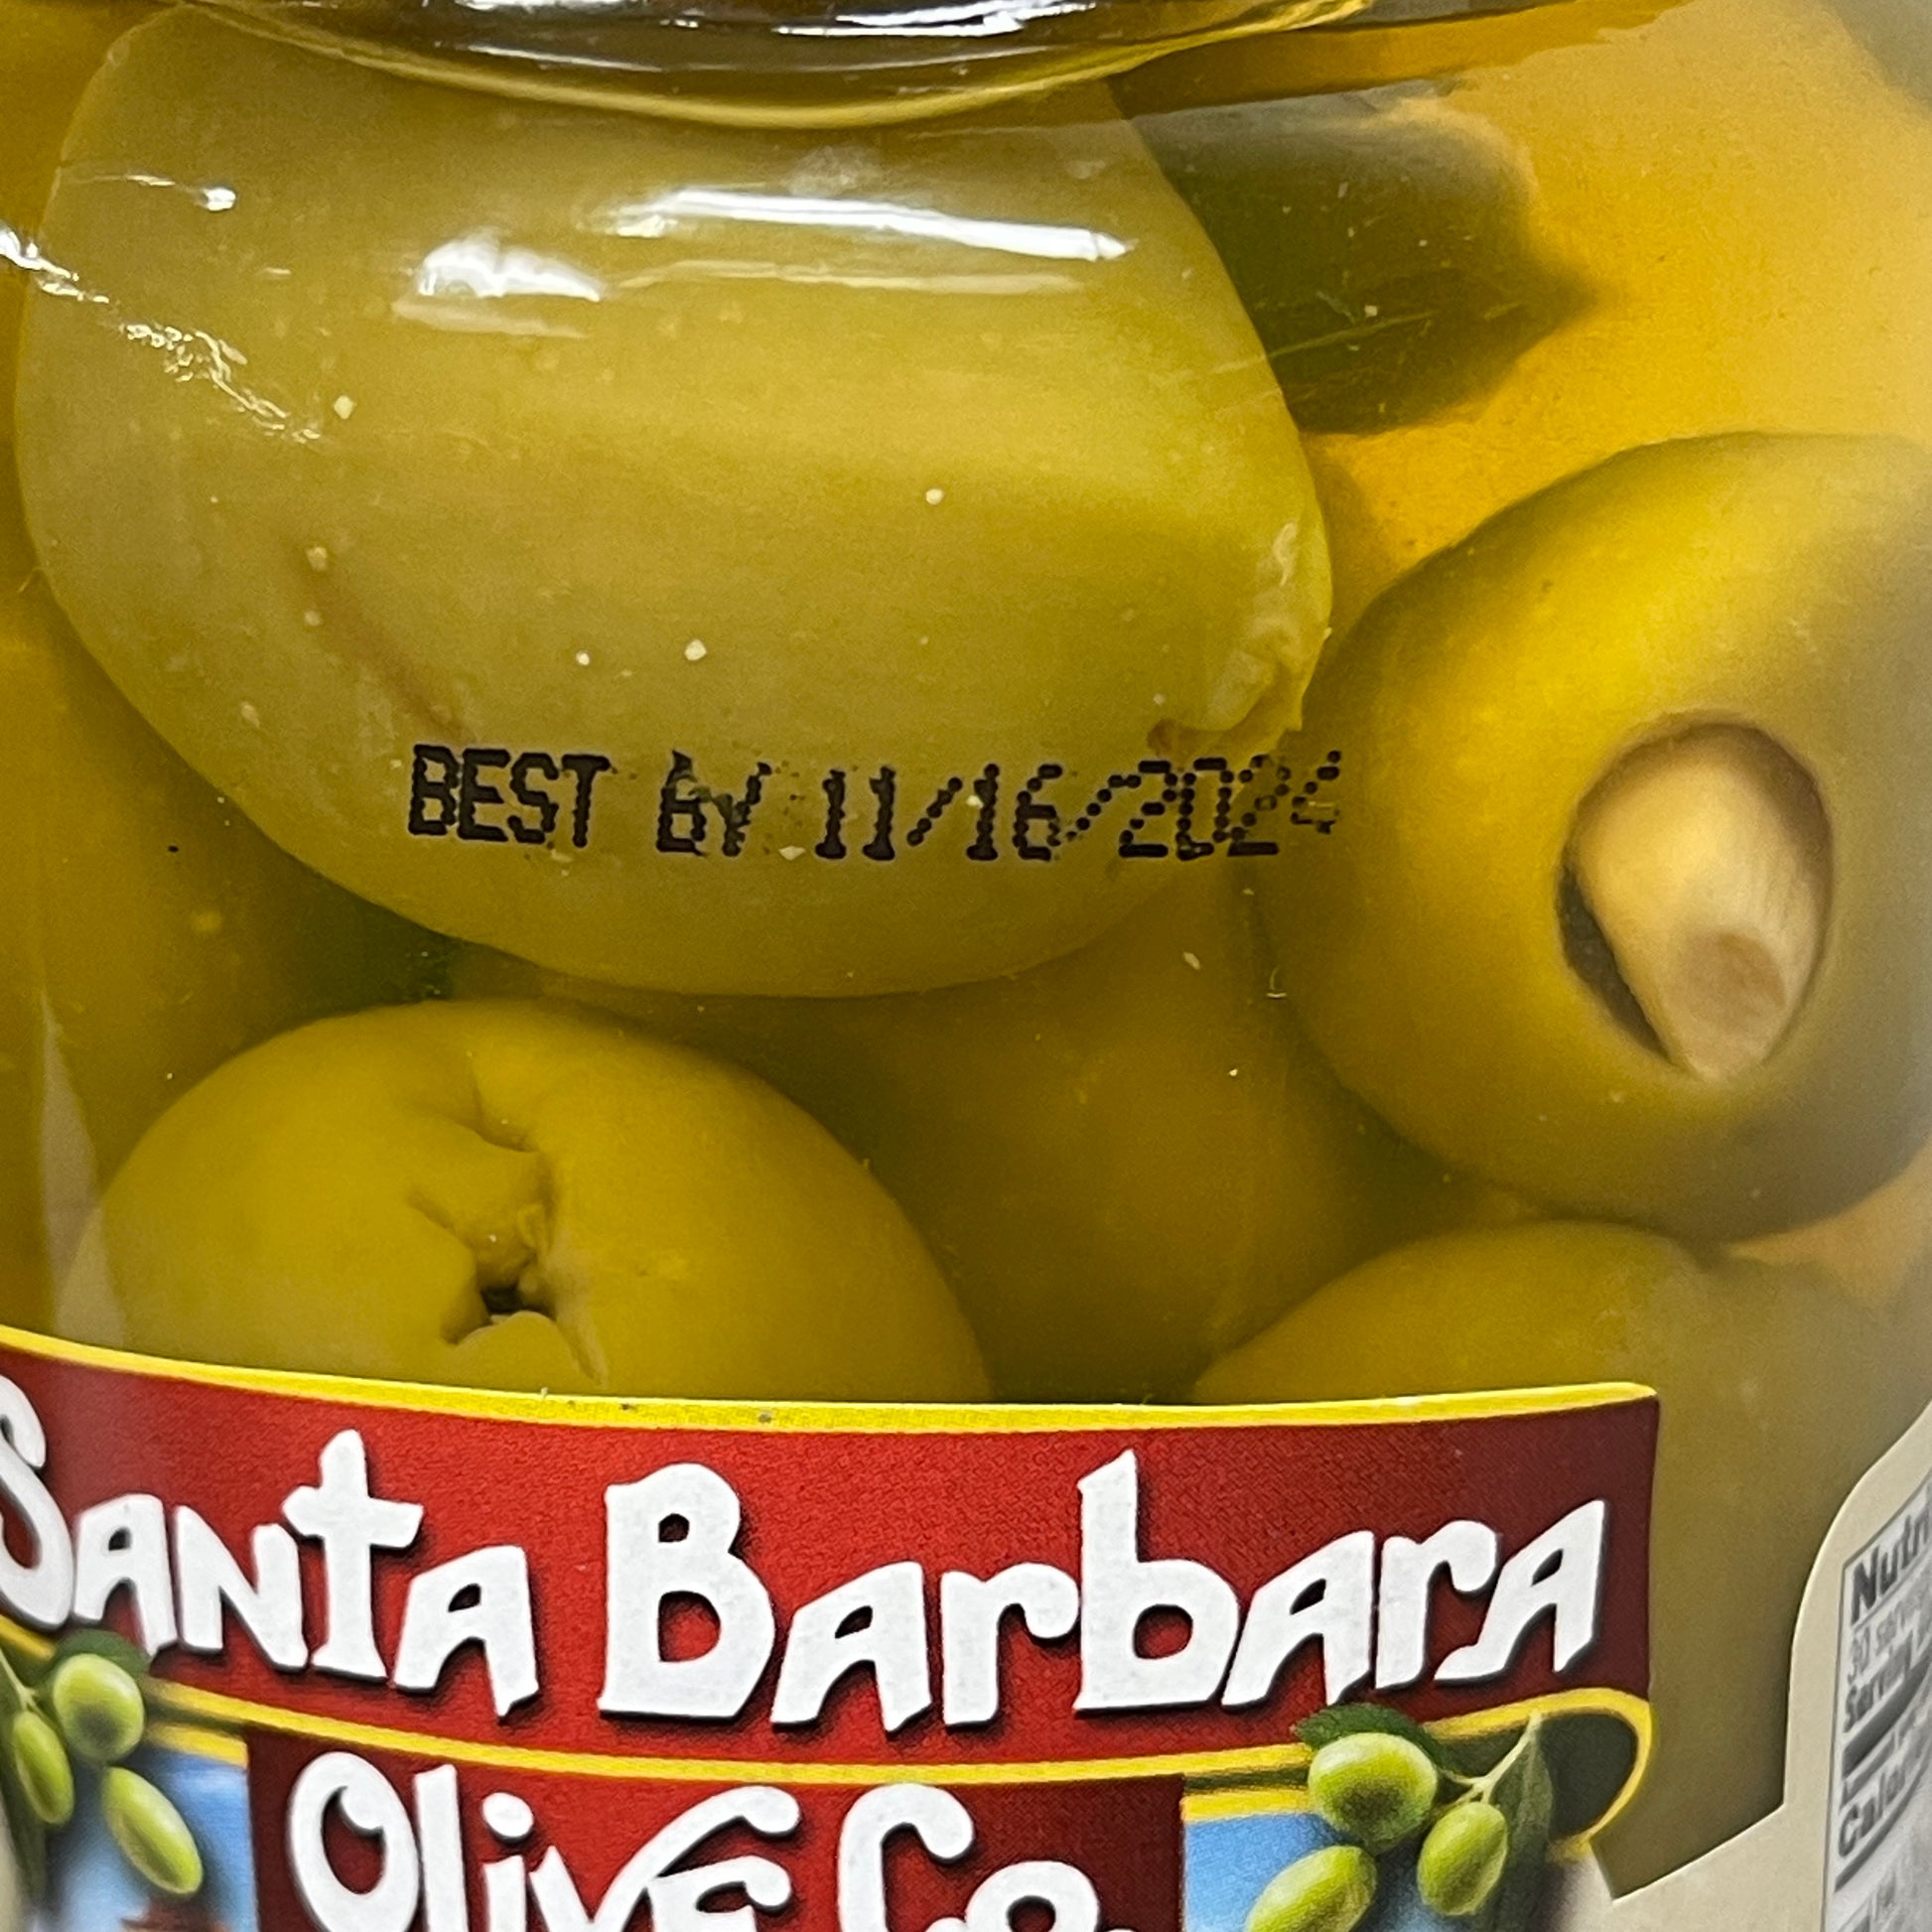 BEST BY 11/16/2024
Santa Barbara
Olive Co.